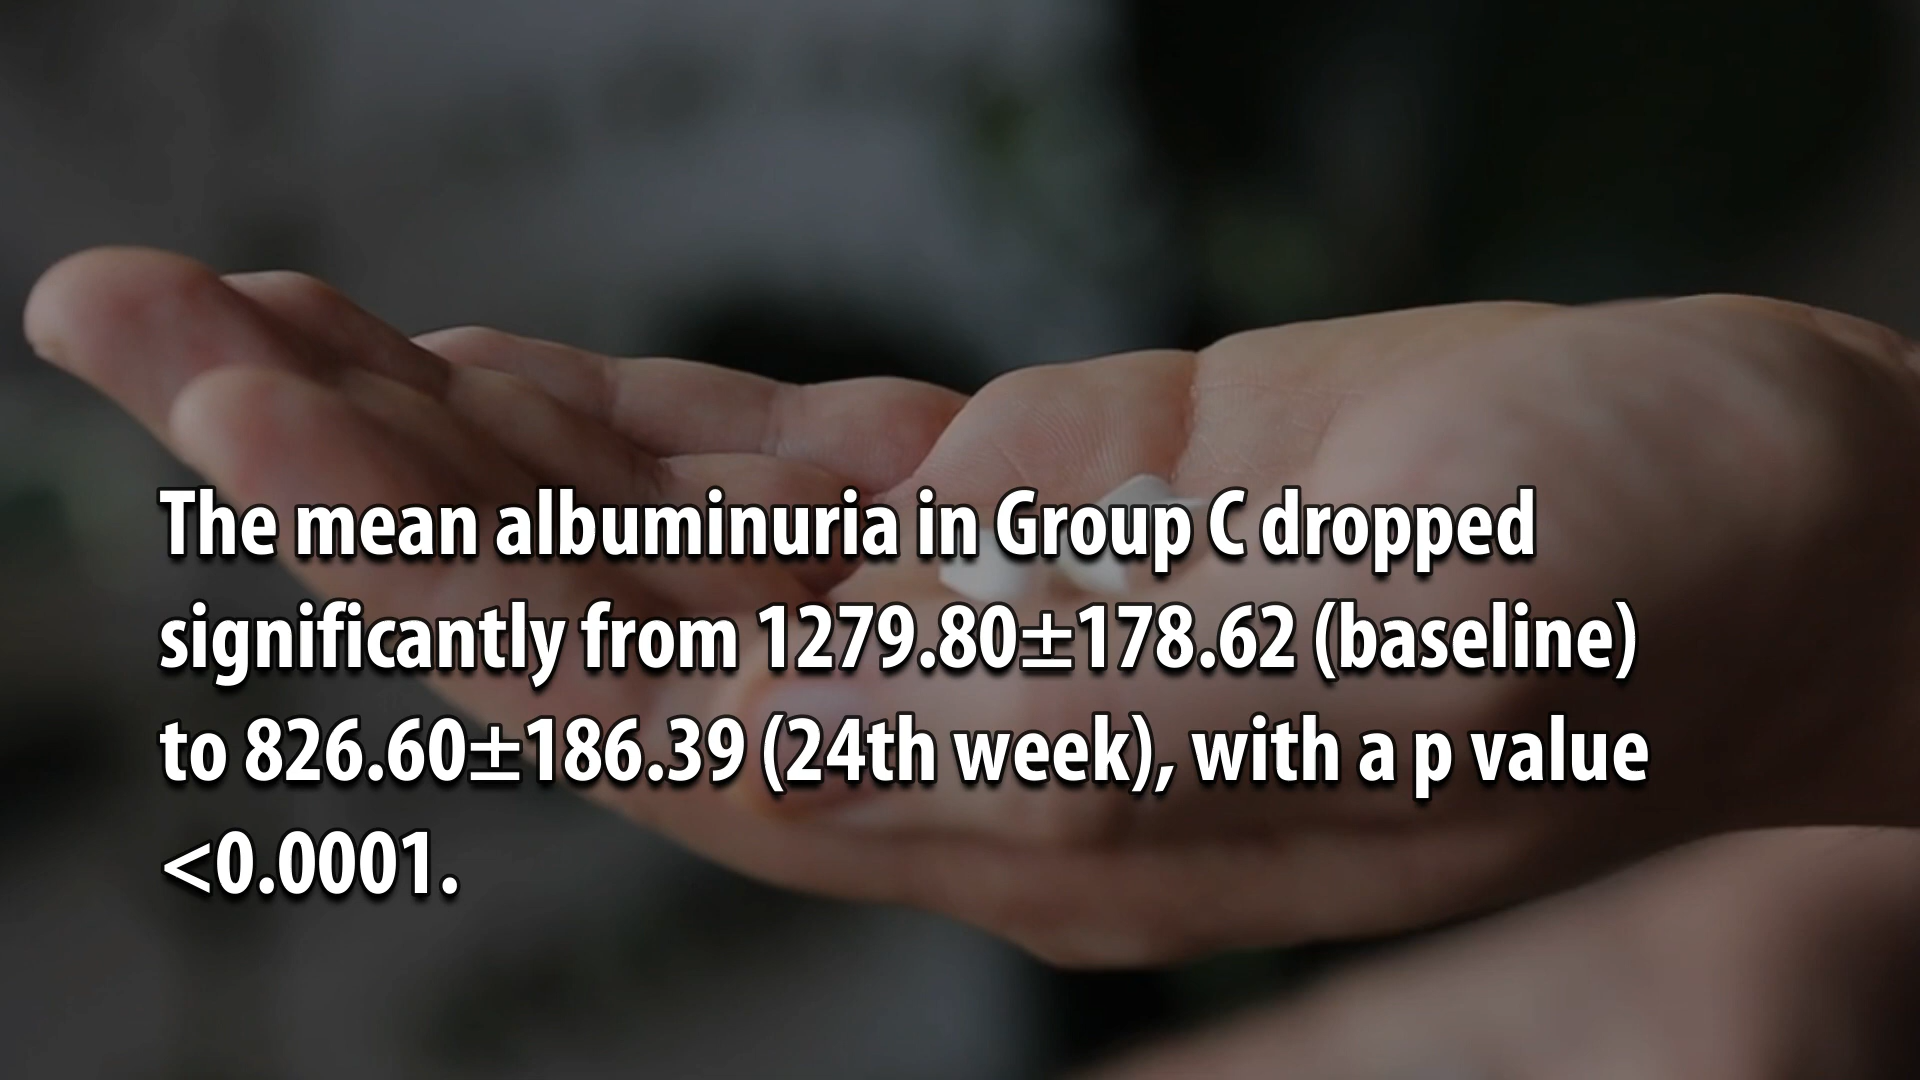 The mean albuminuria in Group C dropped
significantly from 1279.80±178.62 (baseline)
to 826.60±186.39 (24th week), with a p value
<0.0001.